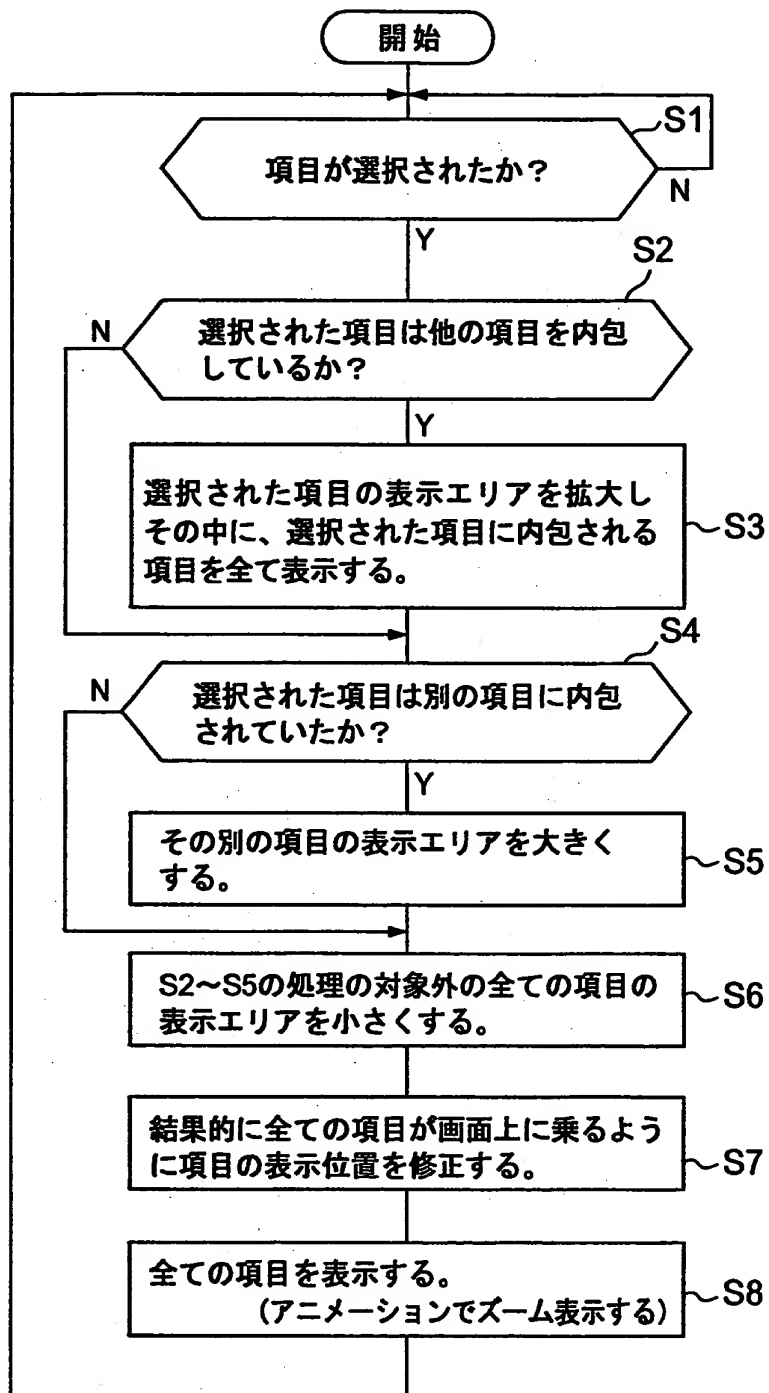 開始
S1
項目が選択されたか？
N
Y
S2
N
選択された項目は他の項目を内包
しているか？
Y
選択された項目の表示エリアを拡大し
その中に、選択された項目に内包される
項目を全て表示する。
S3
S4
N
選択された項目は別の項目に内包
されていたか？
Y
その別の項目の表示エリアを大きく
する。
S5
S2～S5の処理の対象外の全ての項目の
表示エリアを小さくする。
S6
結果的に全ての項目が画面上に乗るよう
に項目の表示位置を修正する。
S7
全ての項目を表示する。
（アニメーションでズーム表示する）
S8